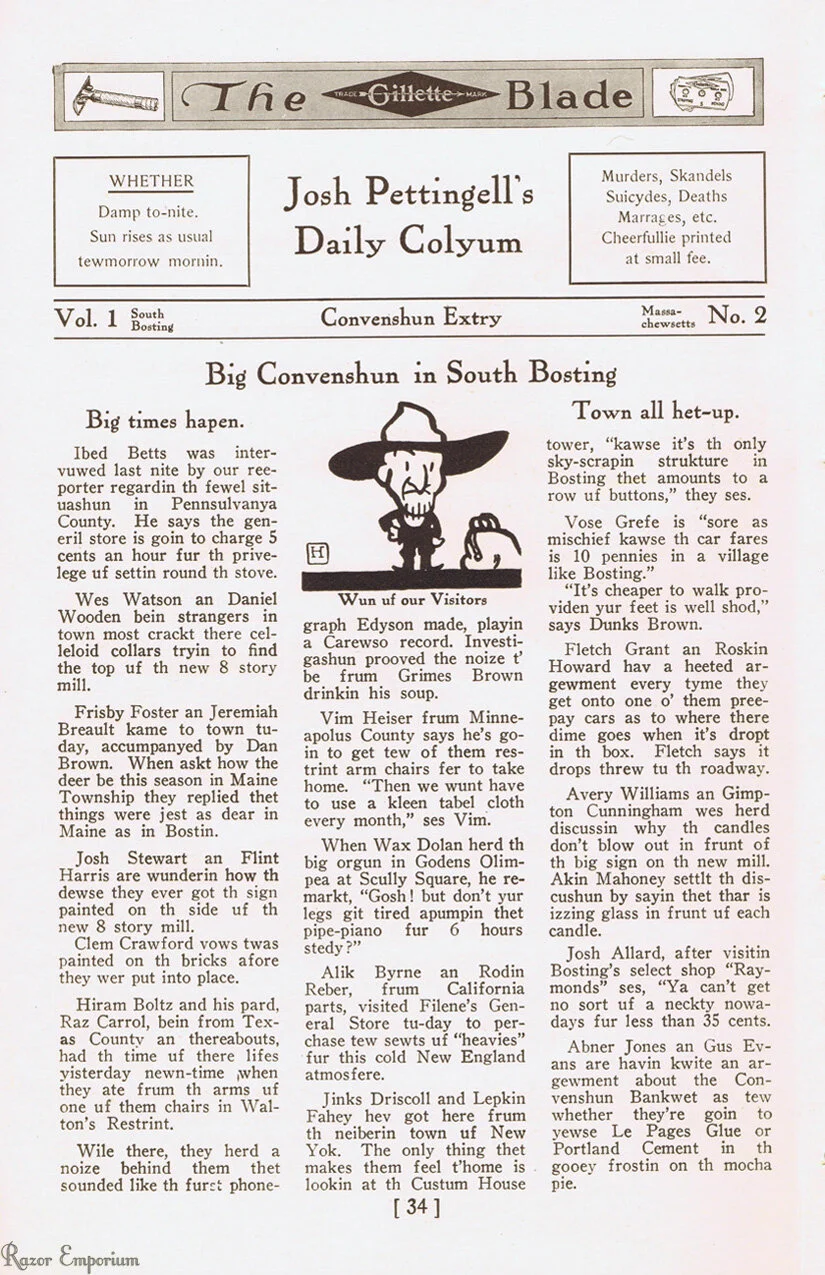 The Gillette Blade
TRADE MARK
WHETHER
Damp to-nite.
Sun rises as usual
tewmorrow mornin.
Josh Pettingell's
Daily Colyum
Murders, Skandels
Suicydes, Deaths
Marrages, etc.
Cheerfullie printed
at small fee.
Vol. 1 South Bosting
Convenshun Extry
Massa-chewsetts No. 2
Big Convenshun in South Bosting
Big times hapen.
Ibed Betts was inter-
vuwed last nite by our ree-
porter regardin th fewel sit-
uashun in Pennsulvanya
County. He says the gen-
eril store is goin to charge 5
cents an hour fur th prive-
lege uf settin round th stove.
Wes Watson an Daniel
Wooden bein strangers in
town most crackt there cel-
leloid collars tryin to find
the top uf th new 8 story
mill.
Frisby Foster an Jeremiah
Breault kame to town tu-
day, accumpanyed by Dan
Brown. When askt how the
deer be this season in Maine
Township they replied thet
things were jest as dear in
Maine as in Bostin.
Josh Stewart an Flint
Harris are wunderin how th
dewse they ever got th sign
painted on th side uf th
new 8 story mill.
Clem Crawford vows twas
painted on th bricks afore
they wer put into place.
Hiram Boltz and his pard,
Raz Carrol, bein from Tex-
as County an thereabouts,
had th time uf there lifes
yisterday newn-time when
they ate frum th arms uf
one uf them chairs in Wal-
ton's Restrint.
Wile there, they herd a
noize behind them thet
sounded like th furst phone-
H
Wun uf our Visitors
graph Edyson made, playin
a Carewso record. Investi-
gashun prooved the noize t'
be frum Grimes Brown
drinkin his soup.
Vim Heiser frum Minne-
apolus County says he's go-
in to get tew of them res-
trint arm chairs fer to take
home. "Then we wunt have
to use a kleen tabel cloth
every month," ses Vim.
When Wax Dolan herd th
big orgun in Godens Olim-
pea at Scully Square, he re-
markt, "Gosh! but don't yur
legs git tired apumpin thet
pipe-piano fur 6 hours
stedy?"
Alik Byrne an Rodin
Reber, frum California
parts, visited Filene's Gen-
eral Store tu-day to per-
chase tew sewts uf "heavies"
fur this cold New England
atmosfere.
Jinks Driscoll and Lepkin
Fahey hev got here frum
th neiberin town uf New
Yok. The only thing thet
makes them feel t'home is
lookin at th Custum House
Town all het-up.
tower, "kawse it's th only
sky-scrapin strukture in
Bosting thet amounts to a
row uf buttons," they ses.
Vose Grefe is "sore as
mischief kawse th car fares
is 10 pennies in a village
like Bosting."
"It's cheaper to walk pro-
viden yur feet is well shod,"
says Dunks Brown.
Fletch Grant an Roskin
Howard hav a heeted ar-
gewment every tyme they
get onto one o' them pree-
pay cars as to where there
dime goes when it's dropt
in th box. Fletch says it
drops threw tu th roadway.
Avery Williams an Gimp-
ton Cunningham wes herd
discussin why th candles
don't blow out in frunt of
th big sign on th new mill.
Akin Mahoney settlt th dis-
cushun by sayin thet thar is
izzing glass in frunt uf each
candle.
Josh Allard, after visitin
Bosting's select shop "Ray-
monds" ses, "Ya can't get
no sort uf a neckty nowa-
days fur less than 35 cents.
Abner Jones an Gus Ev-
ans are havin kwite an ar-
gewment about the Con-
venshun Bankwet as tew
whether they're goin to
yewse Le Pages Glue or
Portland Cement in th
gooey frostin on th mocha
pie.
[ 34 ]
Razor Emporium